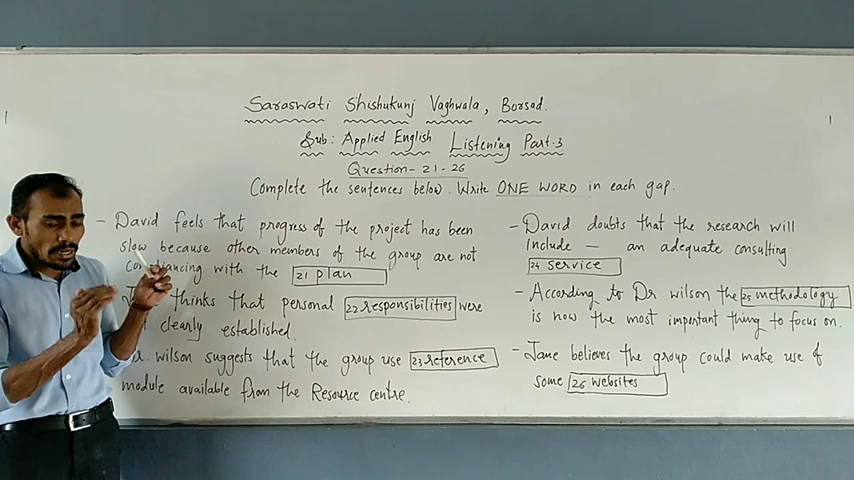 Saraswati Shishukunj Vaghwala, Borsad.
Sub: Applied English Listening Part-3
Question-21-26
Complete the sentences below. Write ONE WORD in each gap.
- David feels that progress of the project has been
slow because other members of the group are not
with the 21 plan
thinks that personal 22 responsibilities were
clearly established.
wilson suggests that the group use 23 reference
module available from the Resource centre.
- David doubts that the research will
include - an adequate consulting
24 service
- According to Dr wilson the 25 methodology
is now the most important thing to focus on.
- Jane believes the group could make use of
some 26 websites